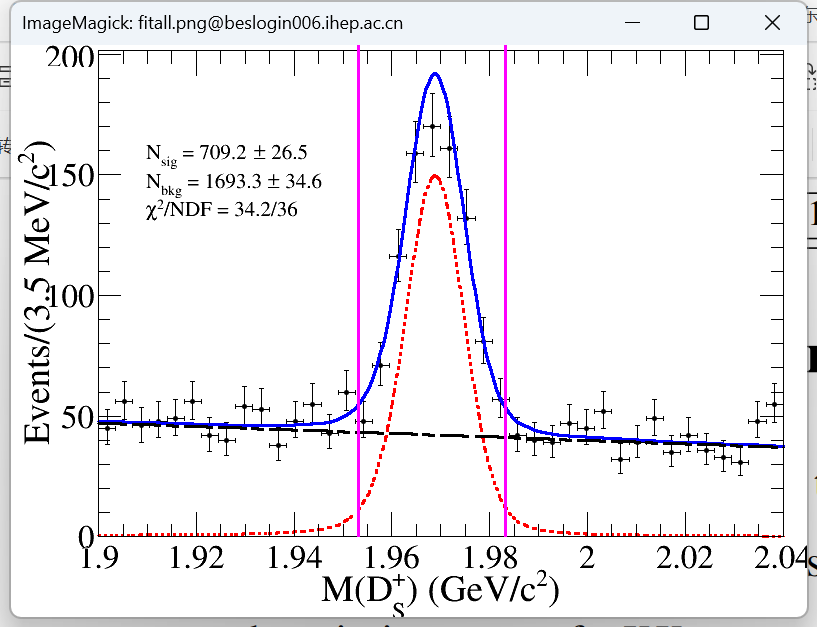 ImageMagick: fitall.png@beslogin006.ihep.ac.cn
200
N_sig = 709.2 ± 26.5
150
N_bkg = 1693.3 ± 34.6
χ²/NDF = 34.2/36
Events/(3.5 MeV/c²)
100
50
0
1.9 1.92 1.94 1.96 1.98 2 2.02 2.04
M(D_S^+) (GeV/c²)